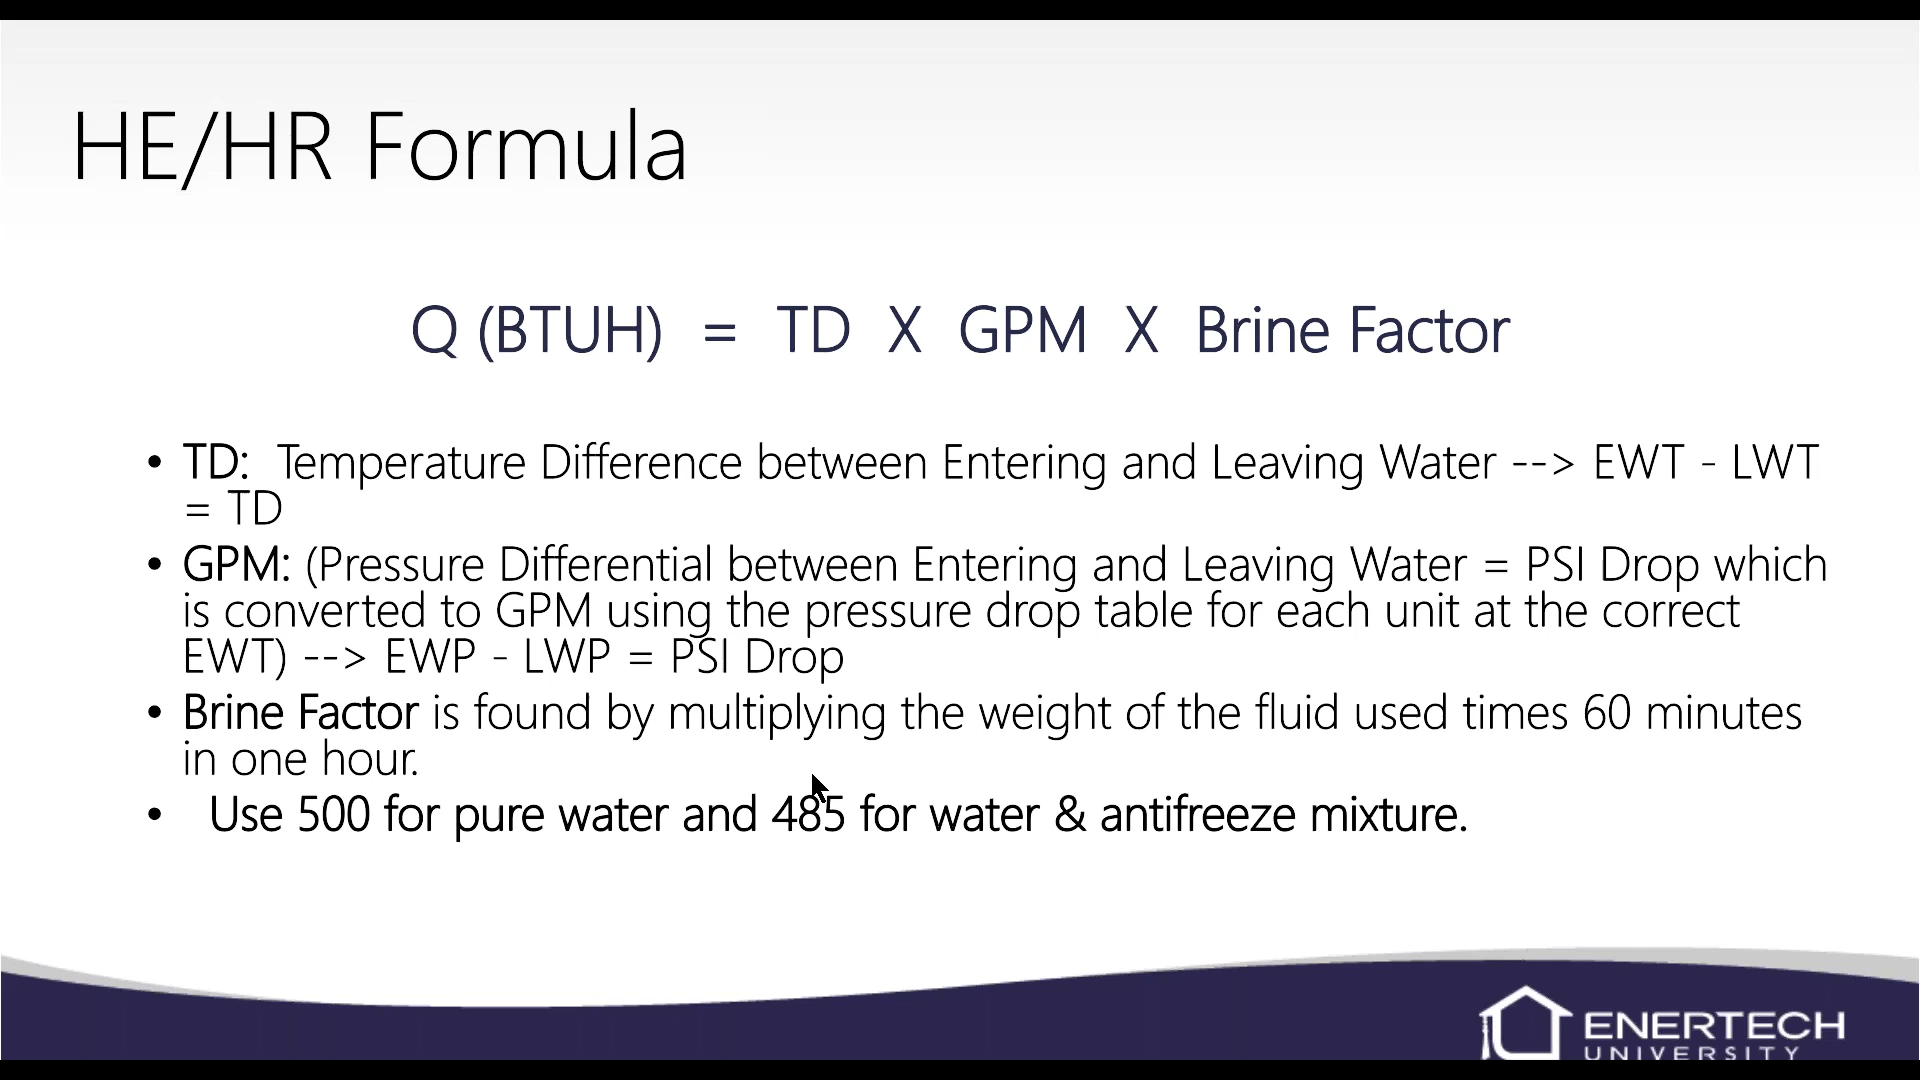 HE/HR Formula
Q (BTUH) = TD X GPM X Brine Factor
• TD: Temperature Difference between Entering and Leaving Water --> EWT - LWT
= TD
• GPM: (Pressure Differential between Entering and Leaving Water = PSI Drop which
is converted to GPM using the pressure drop table for each unit at the correct
EWT) --> EWP - LWP = PSI Drop
• Brine Factor is found by multiplying the weight of the fluid used times 60 minutes
in one hour.
• Use 500 for pure water and 485 for water & antifreeze mixture.
ENERTECH
UNIVERSITY